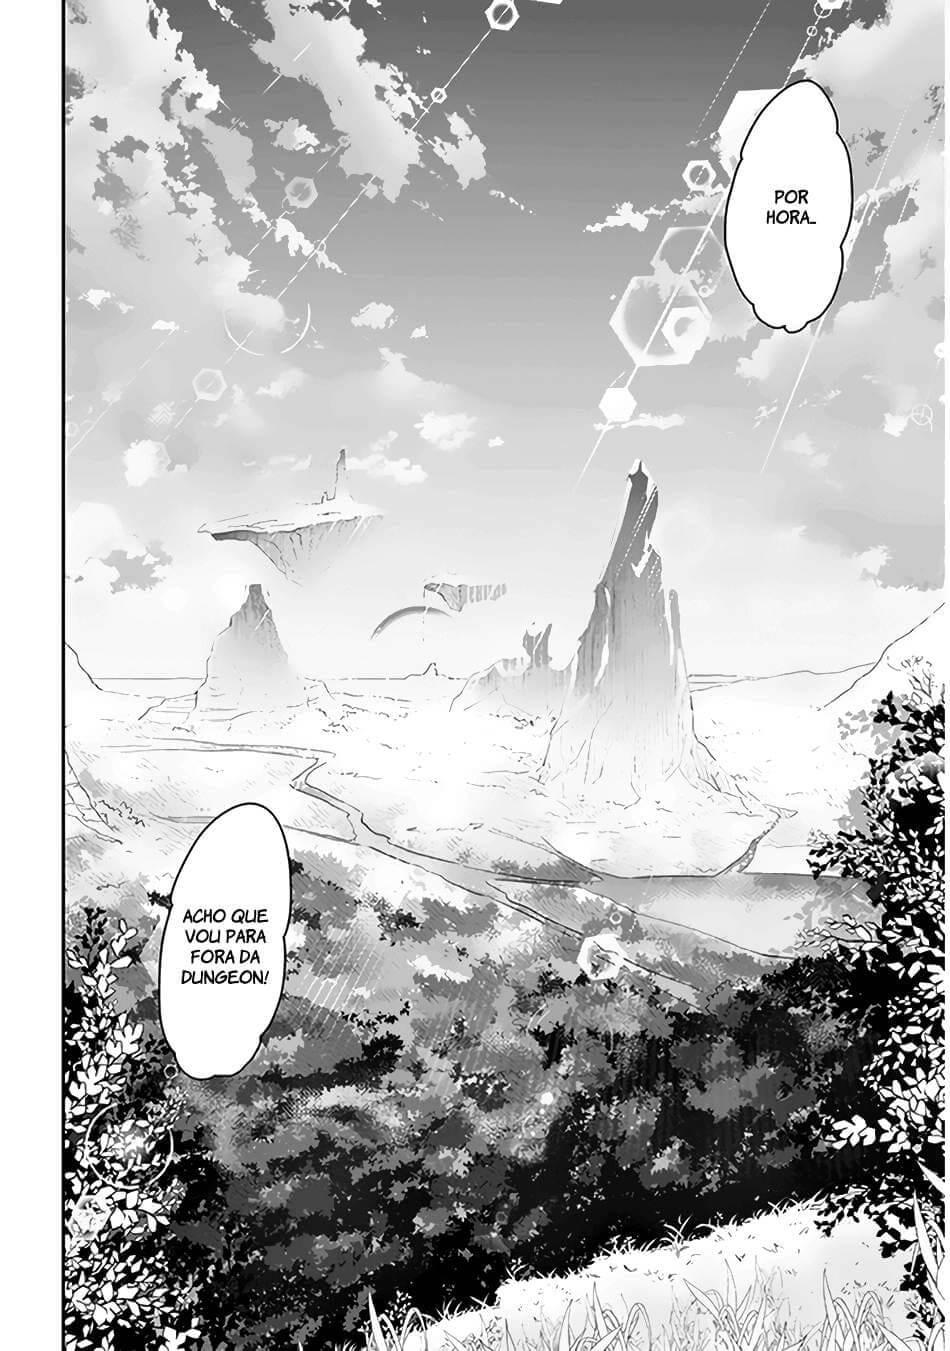 POR
HORA...
ACHO QUE
VOU PARA
FORA DA
DUNGEON!